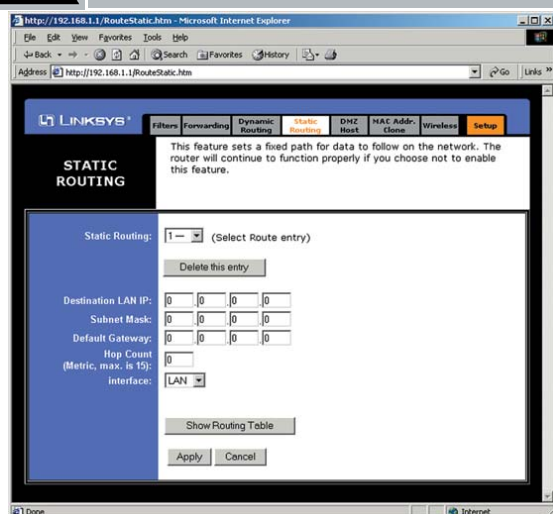 http://192.168.1.1/RouteStatic.htm - Microsoft Internet Explorer
File Edit View Favorites Tools Help
Back Search Favorites History
Address http://192.168.1.1/RouteStatic.htm Go Links »
LINKSYS® Filters Forwarding Dynamic Routing Static Routing DMZ Host MAC Addr. Clone Wireless Setup
STATIC ROUTING
This feature sets a fixed path for data to follow on the network. The
router will continue to function properly if you choose not to enable
this feature.
Static Routing: 1 — (Select Route entry)
Delete this entry
Destination LAN IP: 0 . 0 . 0 . 0
Subnet Mask: 0 . 0 . 0 . 0
Default Gateway: 0 . 0 . 0 . 0
Hop Count
(Metric, max. is 15): 0
interface: LAN
Show Routing Table
Apply Cancel
Done Internet